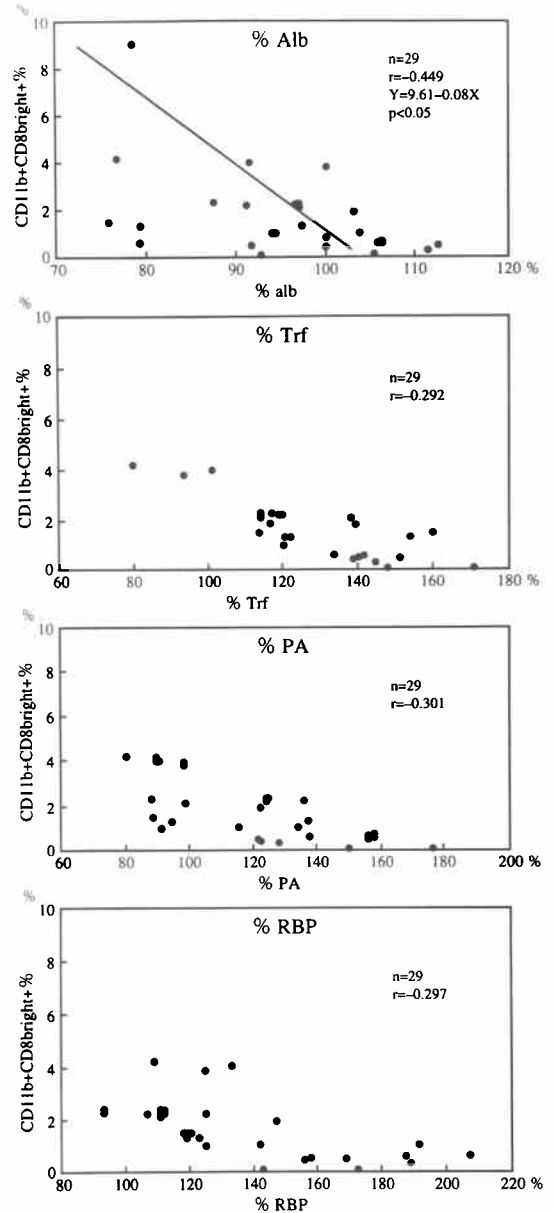 %
% Alb
n=29
r=–0.449
Y=9.61–0.08X
p<0.05
CD11b+CD8bright+%
10
8
6
4
2
0
70 80 90 100 110 120 %
% alb
%
% Trf
n=29
r=–0.292
CD11b+CD8bright+%
10
8
6
4
2
0
60 80 100 120 140 160 180 %
% Trf
%
% PA
n=29
r=–0.301
CD11b+CD8bright+%
10
8
6
4
2
0
60 80 100 120 140 160 180 200 %
% PA
%
% RBP
n=29
r=–0.297
CD11b+CD8bright+%
10
8
6
4
2
0
80 100 120 140 160 180 200 220 %
% RBP